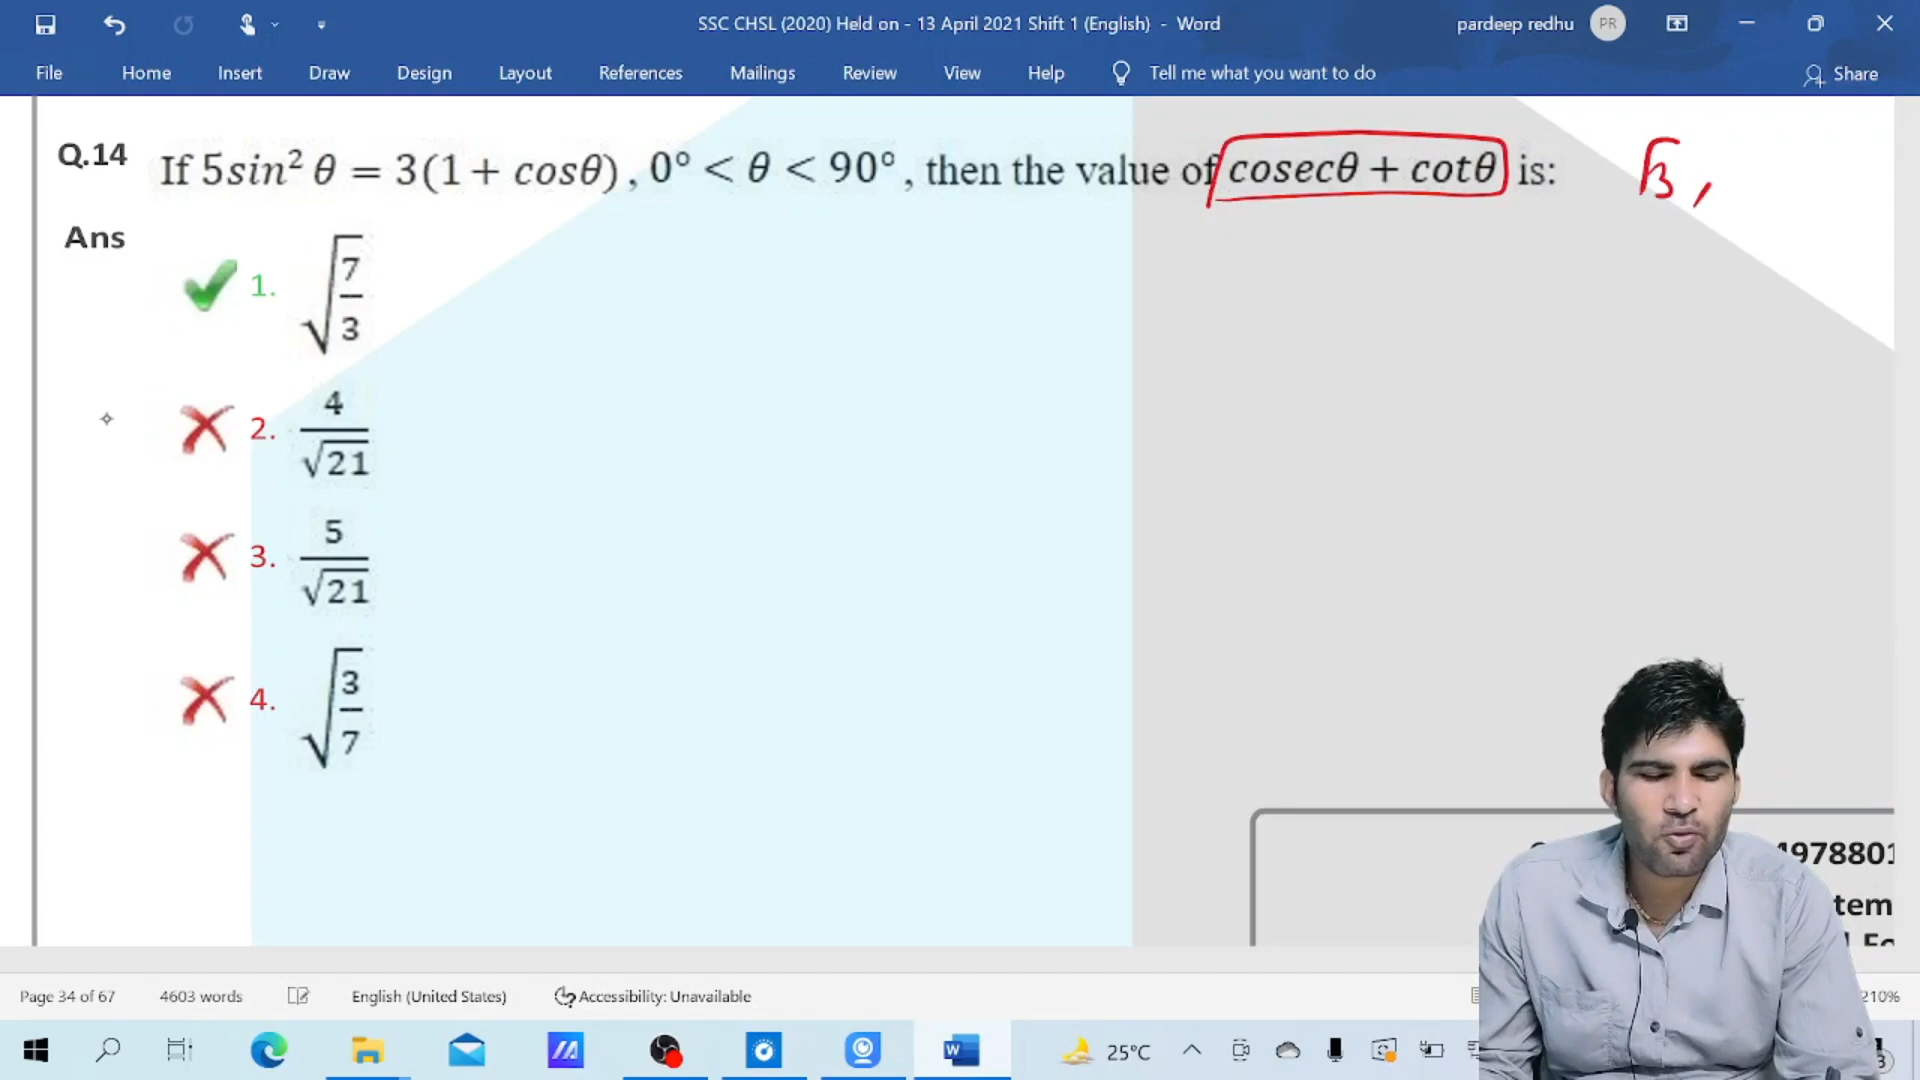 SSC CHSL (2020) Held on - 13 April 2021 Shift 1 (English) - Word
pardeep redhu PR
File Home Insert Draw Design Layout References Mailings Review View Help Tell me what you want to do Share
Q.14 If 5sin² θ = 3(1 + cosθ) , 0° < θ < 90° , then the value of cosecθ + cotθ is:
Ans
1. √(7/3)
2. 4/√21
3. 5/√21
4. √(3/7)
4978801
tem
Page 34 of 67 4603 words English (United States) Accessibility: Unavailable 210%
25°C